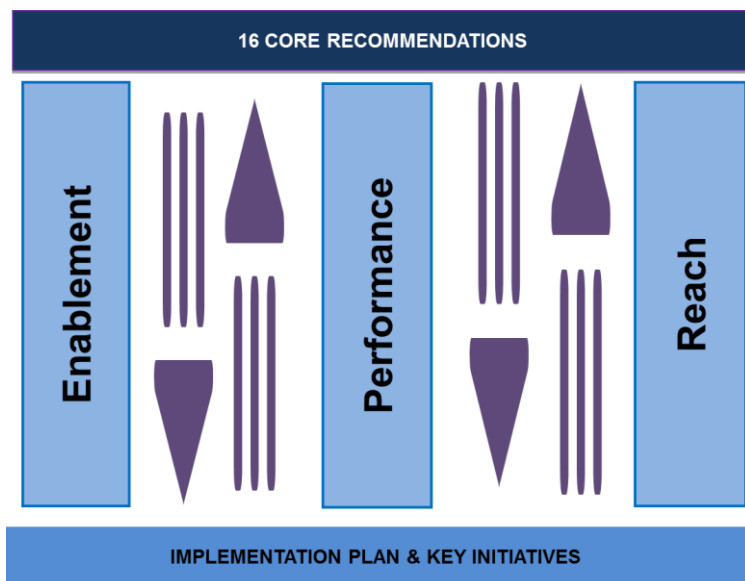 16 CORE RECOMMENDATIONS
Enablement
Performance
Reach
IMPLEMENTATION PLAN & KEY INITIATIVES